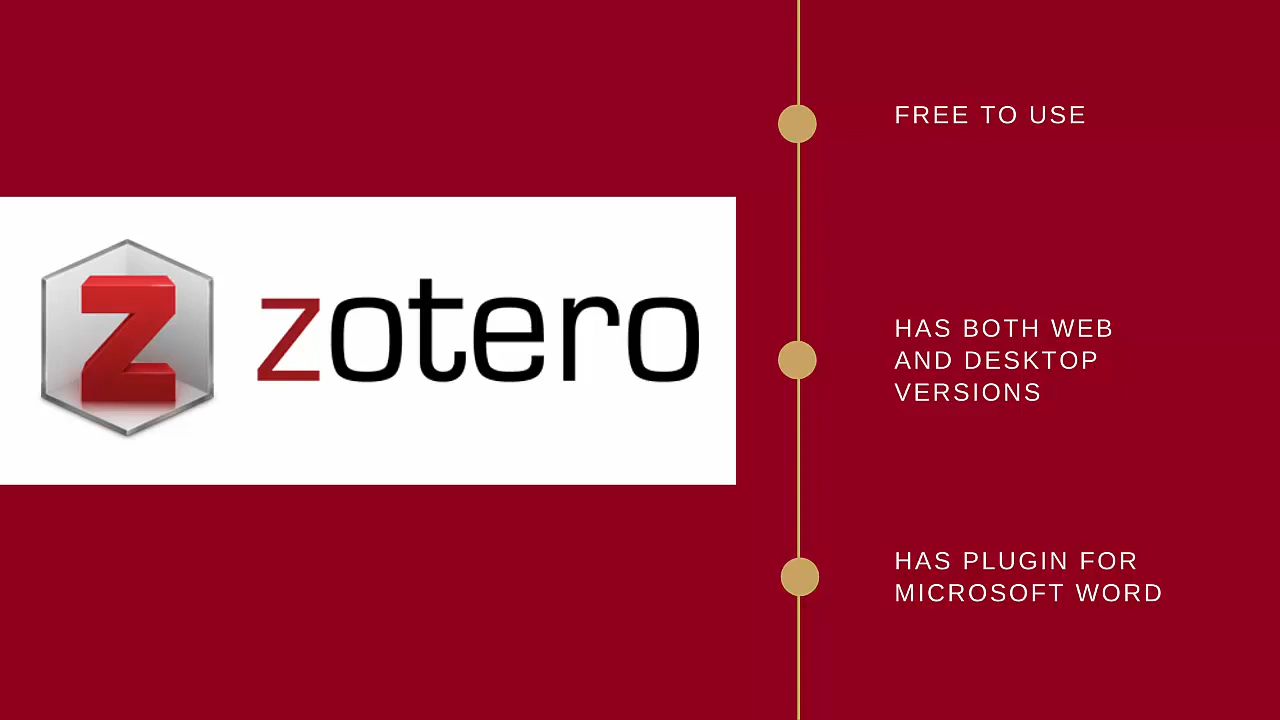 zotero
FREE TO USE
HAS BOTH WEB
AND DESKTOP
VERSIONS
HAS PLUGIN FOR
MICROSOFT WORD